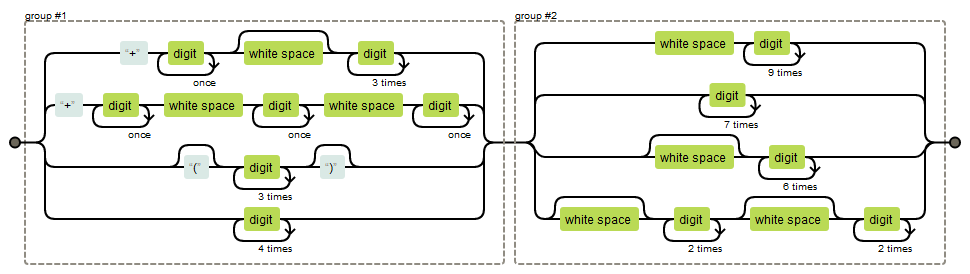 group #1
group #2
“+” digit white space digit
once 3 times
“+” digit white space digit white space digit
once once once
“(” digit “)”
3 times
digit
4 times
white space digit
9 times
digit
7 times
white space digit
6 times
white space digit white space digit
2 times 2 times